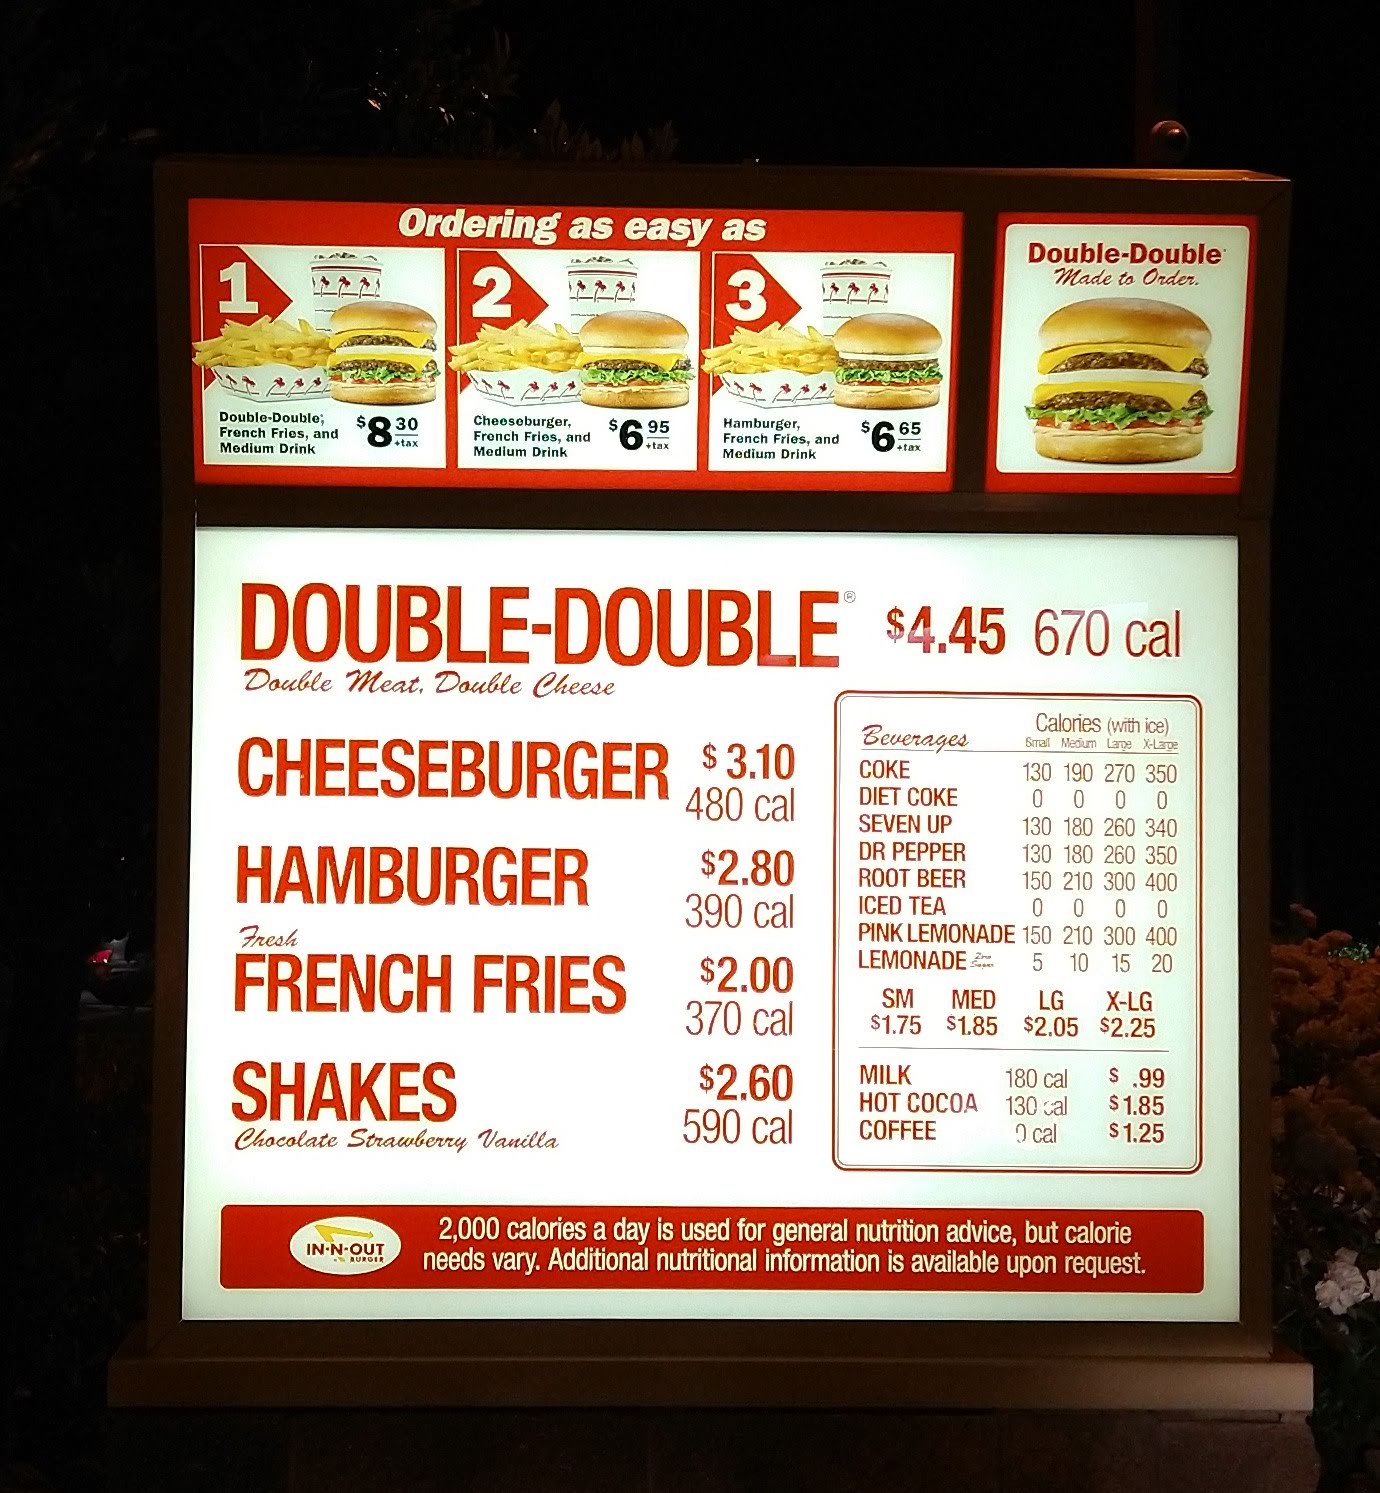 Ordering as easy as
1
Double-Double,®
French Fries, and
Medium Drink
$8 30
+tax
2
Cheeseburger,
French Fries, and
Medium Drink
$6 95
+tax
3
Hamburger,
French Fries, and
Medium Drink
$6 65
+tax
Double-Double®
Made to Order.
DOUBLE-DOUBLE® $4.45 670 cal
Double Meat, Double Cheese
CHEESEBURGER $ 3.10
480 cal
HAMBURGER $2.80
390 cal
Fresh
FRENCH FRIES $2.00
370 cal
SHAKES $2.60
590 cal
Chocolate Strawberry Vanilla
Beverages Calories (with ice)
Small Medium Large X-Large
COKE 130 190 270 350
DIET COKE 0 0 0 0
SEVEN UP 130 180 260 340
DR PEPPER 130 180 260 350
ROOT BEER 150 210 300 400
ICED TEA 0 0 0 0
PINK LEMONADE 150 210 300 400
LEMONADE Zero Sugar 5 10 15 20
SM MED LG X-LG
$1.75 $1.85 $2.05 $2.25
MILK 180 cal $ .99
HOT COCOA 130 cal $1.85
COFFEE 0 cal $1.25
IN-N-OUT
BURGER
2,000 calories a day is used for general nutrition advice, but calorie
needs vary. Additional nutritional information is available upon request.